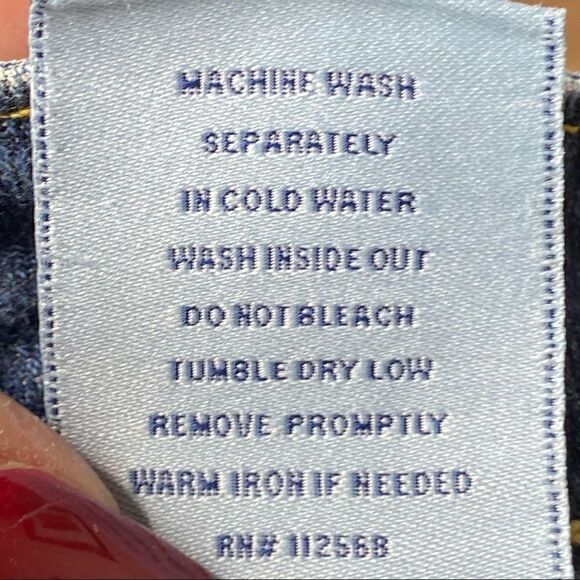 MACHINE WASH
SEPARATELY
IN COLD WATER
WASH INSIDE OUT
DO NOT BLEACH
TUMBLE DRY LOW
REMOVE PROMPTLY
WARM IRON IF NEEDED
RN# 112568